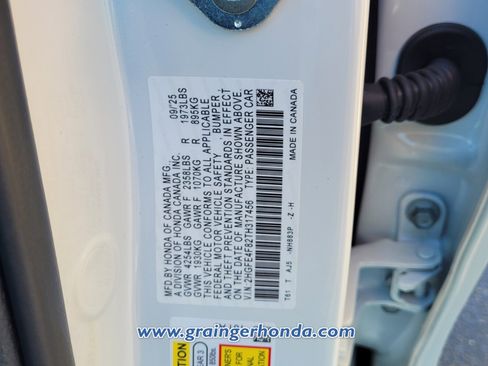 MFD. BY HONDA OF CANADA MFG. 09/25
A DIVISION OF HONDA CANADA INC.
GVWR 4254LBS GAWR F 2358LBS R 1973LBS
GVWR 1930KG GAWR F 1070KG R 895KG
THIS VEHICLE CONFORMS TO ALL APPLICABLE
FEDERAL MOTOR VEHICLE SAFETY, BUMPER,
AND THEFT PREVENTION STANDARDS IN EFFECT
ON THE DATE OF MANUFACTURE SHOWN ABOVE.
VIN: 2HGFE4F82TH317456 TYPE: PASSENGER CAR
MADE IN CANADA
T61 T AJ5 -NH883P -Z -H
www.graingerhonda.com